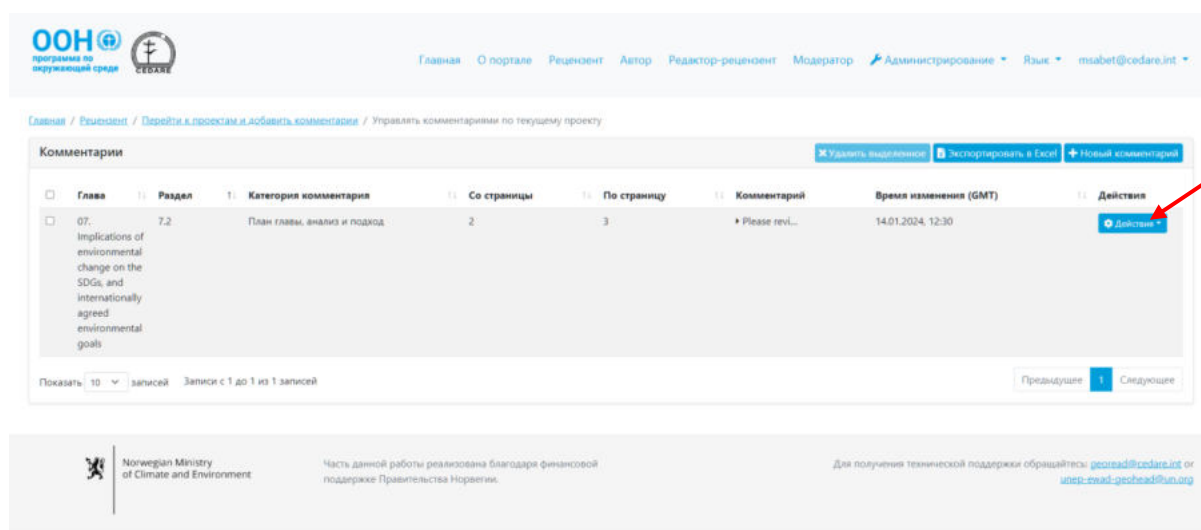 ООН
программа по
окружающей среде
CEDARE
Главная О портале Рецензент Автор Редактор-рецензент Модератор Администрирование Язык msabet@cedare.int
Главная / Рецензент / Перейти к проектам и добавить комментарии / Управлять комментариями по текущему проекту
Комментарии
Удалить выделенное Экспортировать в Excel Новый комментарий
Глава Раздел Категория комментария Со страницы По страницу Комментарий Время изменения (GMT) Действия
07. 7.2 План главы, анализ и подход 2 3 Please revi... 14.01.2024, 12:30 Действия
Implications of
environmental
change on the
SDGs, and
internationally
agreed
environmental
goals
Показать 10 записей Записи с 1 до 1 из 1 записей Предыдущее 1 Следующее
Norwegian Ministry
of Climate and Environment
Часть данной работы реализована благодаря финансовой
поддержке Правительства Норвегии.
Для получения технической поддержки обращайтесь: georead@cedare.int or
unep-ewad-geohead@un.org